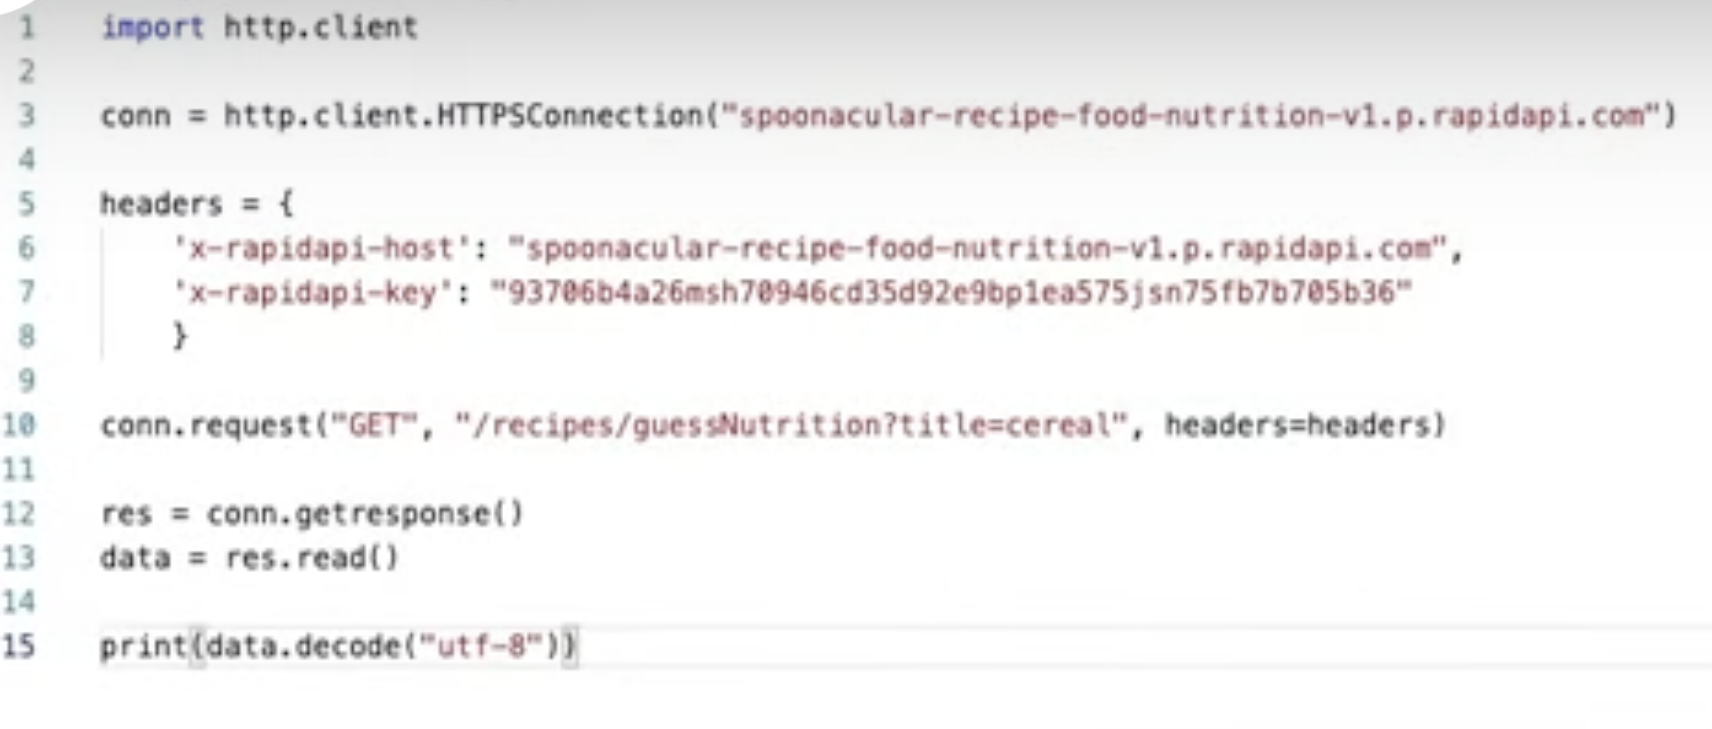 1 import http.client
2
3 conn = http.client.HTTPSConnection("spoonacular-recipe-food-nutrition-v1.p.rapidapi.com")
4
5 headers = {
6 'x-rapidapi-host': "spoonacular-recipe-food-nutrition-v1.p.rapidapi.com",
7 'x-rapidapi-key': "93706b4a26msh70946cd35d92e9bp1ea575jsn75fb7b705b36"
8 }
9
10 conn.request("GET", "/recipes/guessNutrition?title=cereal", headers=headers)
11
12 res = conn.getresponse()
13 data = res.read()
14
15 print(data.decode("utf-8"))